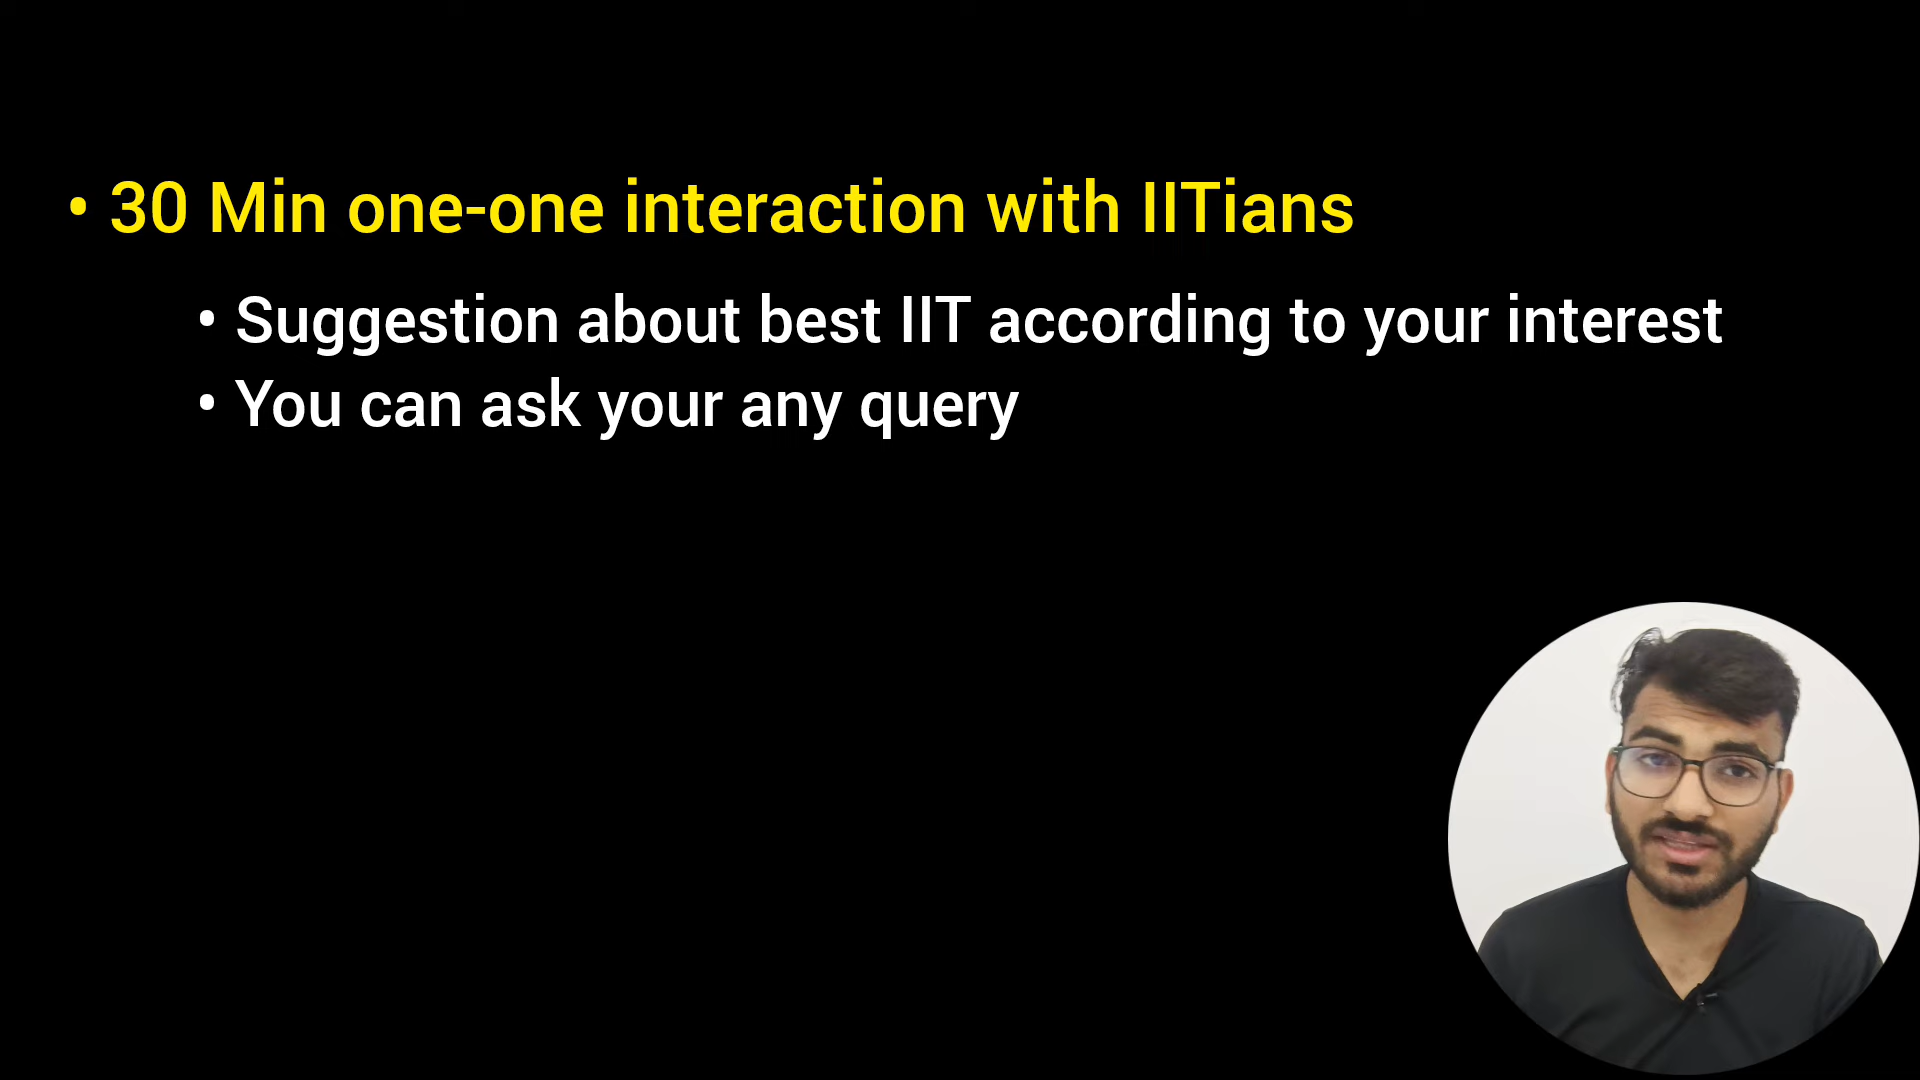 • 30 Min one-one interaction with IITians
• Suggestion about best IIT according to your interest
• You can ask your any query